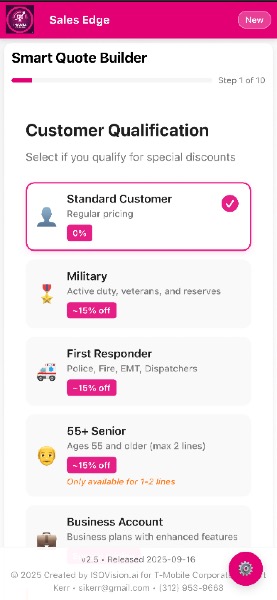 Sales Edge
New
Smart Quote Builder
Step 1 of 10
Customer Qualification
Select if you qualify for special discounts
Standard Customer
Regular pricing
0%
Military
Active duty, veterans, and reserves
~15% off
First Responder
Police, Fire, EMT, Dispatchers
~15% off
55+ Senior
Ages 55 and older (max 2 lines)
~15% off
Only available for 1-2 lines
Business Account
Business plans with enhanced features
v2.5 • Released 2025-09-16
© 2025 Created by ISOVision.ai for T-Mobile Corporate
Kerr • sikerr@gmail.com • (312) 953-9668